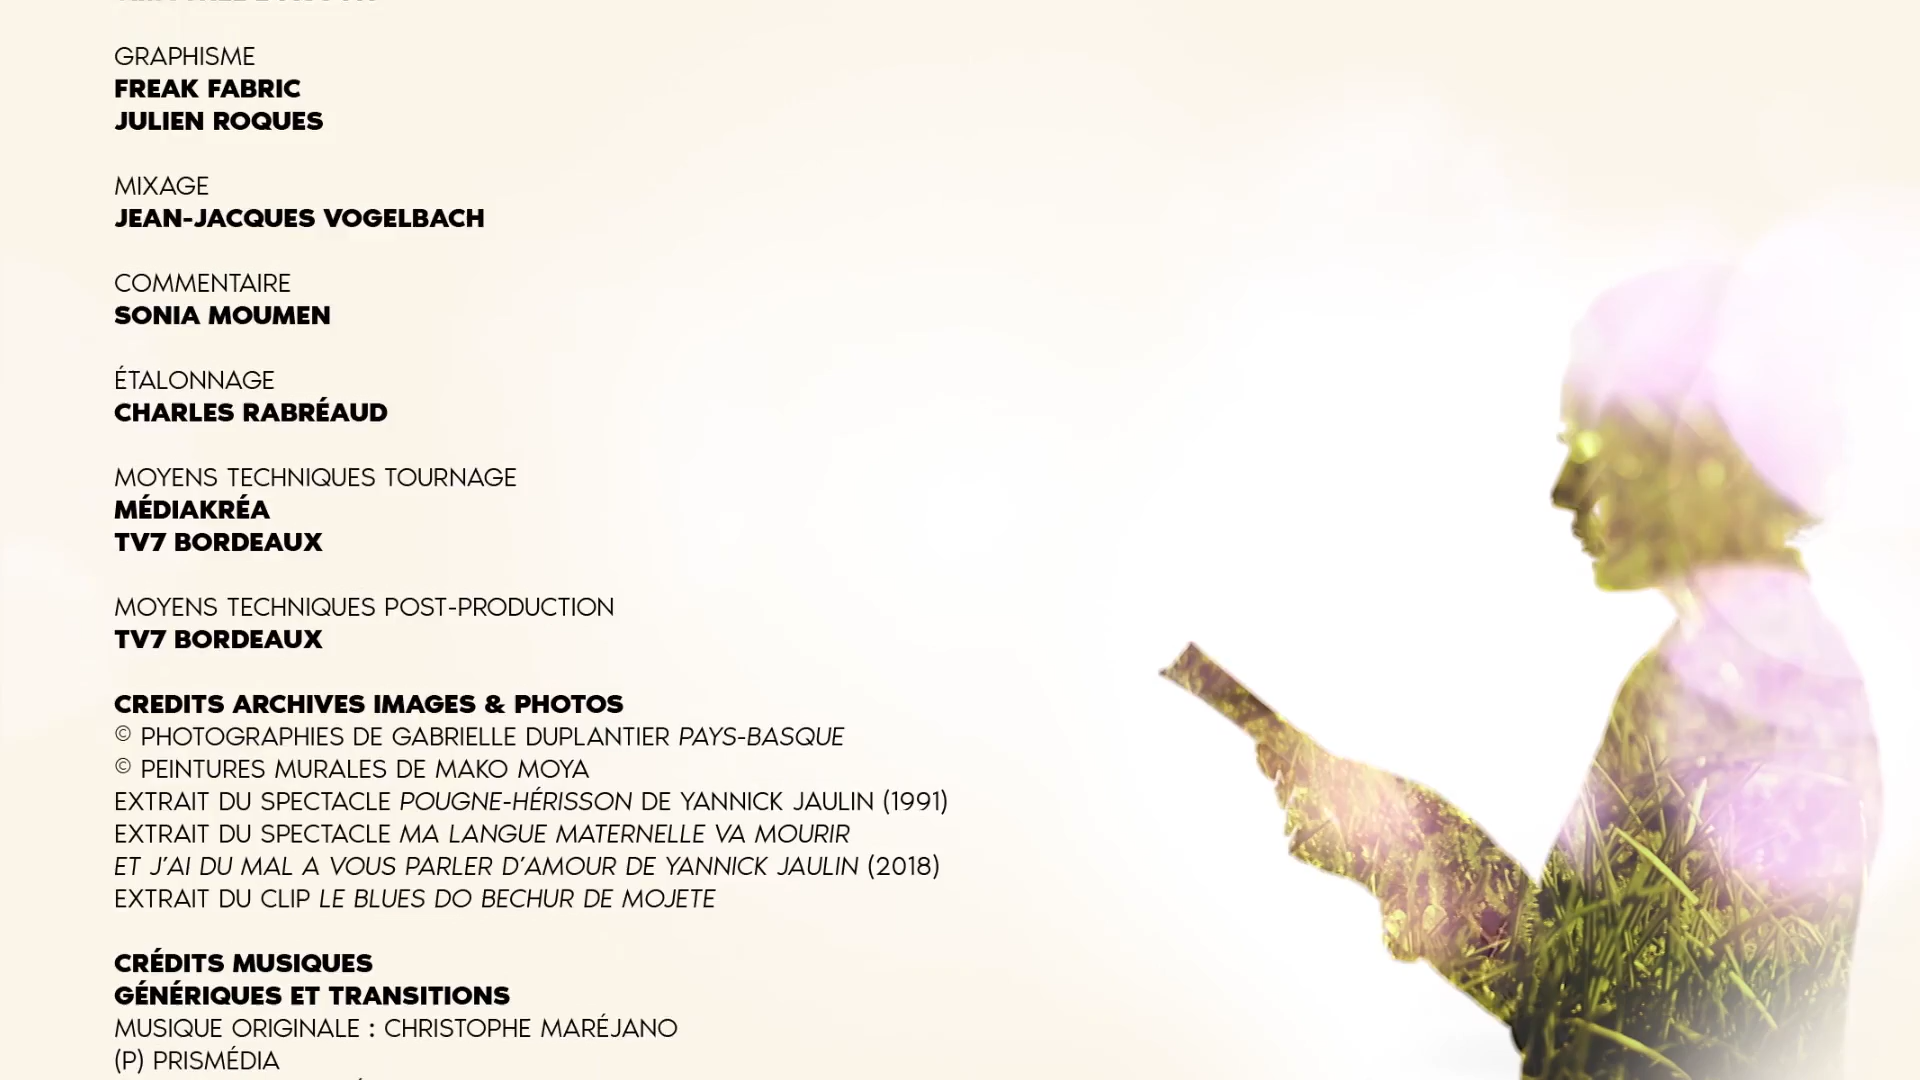 GRAPHISME
FREAK FABRIC
JULIEN ROQUES
MIXAGE
JEAN-JACQUES VOGELBACH
COMMENTAIRE
SONIA MOUMEN
ÉTALONNAGE
CHARLES RABRÉAUD
MOYENS TECHNIQUES TOURNAGE
MÉDIAKRÉA
TV7 BORDEAUX
MOYENS TECHNIQUES POST-PRODUCTION
TV7 BORDEAUX
CREDITS ARCHIVES IMAGES & PHOTOS
© PHOTOGRAPHIES DE GABRIELLE DUPLANTIER PAYS-BASQUE
© PEINTURES MURALES DE MAKO MOYA
EXTRAIT DU SPECTACLE POUGNE-HÉRISSON DE YANNICK JAULIN (1991)
EXTRAIT DU SPECTACLE MA LANGUE MATERNELLE VA MOURIR
ET J'AI DU MAL A VOUS PARLER D'AMOUR DE YANNICK JAULIN (2018)
EXTRAIT DU CLIP LE BLUES DO BECHUR DE MOJETE
CRÉDITS MUSIQUES
GÉNÉRIQUES ET TRANSITIONS
MUSIQUE ORIGINALE : CHRISTOPHE MARÉJANO
(P) PRISMÉDIA